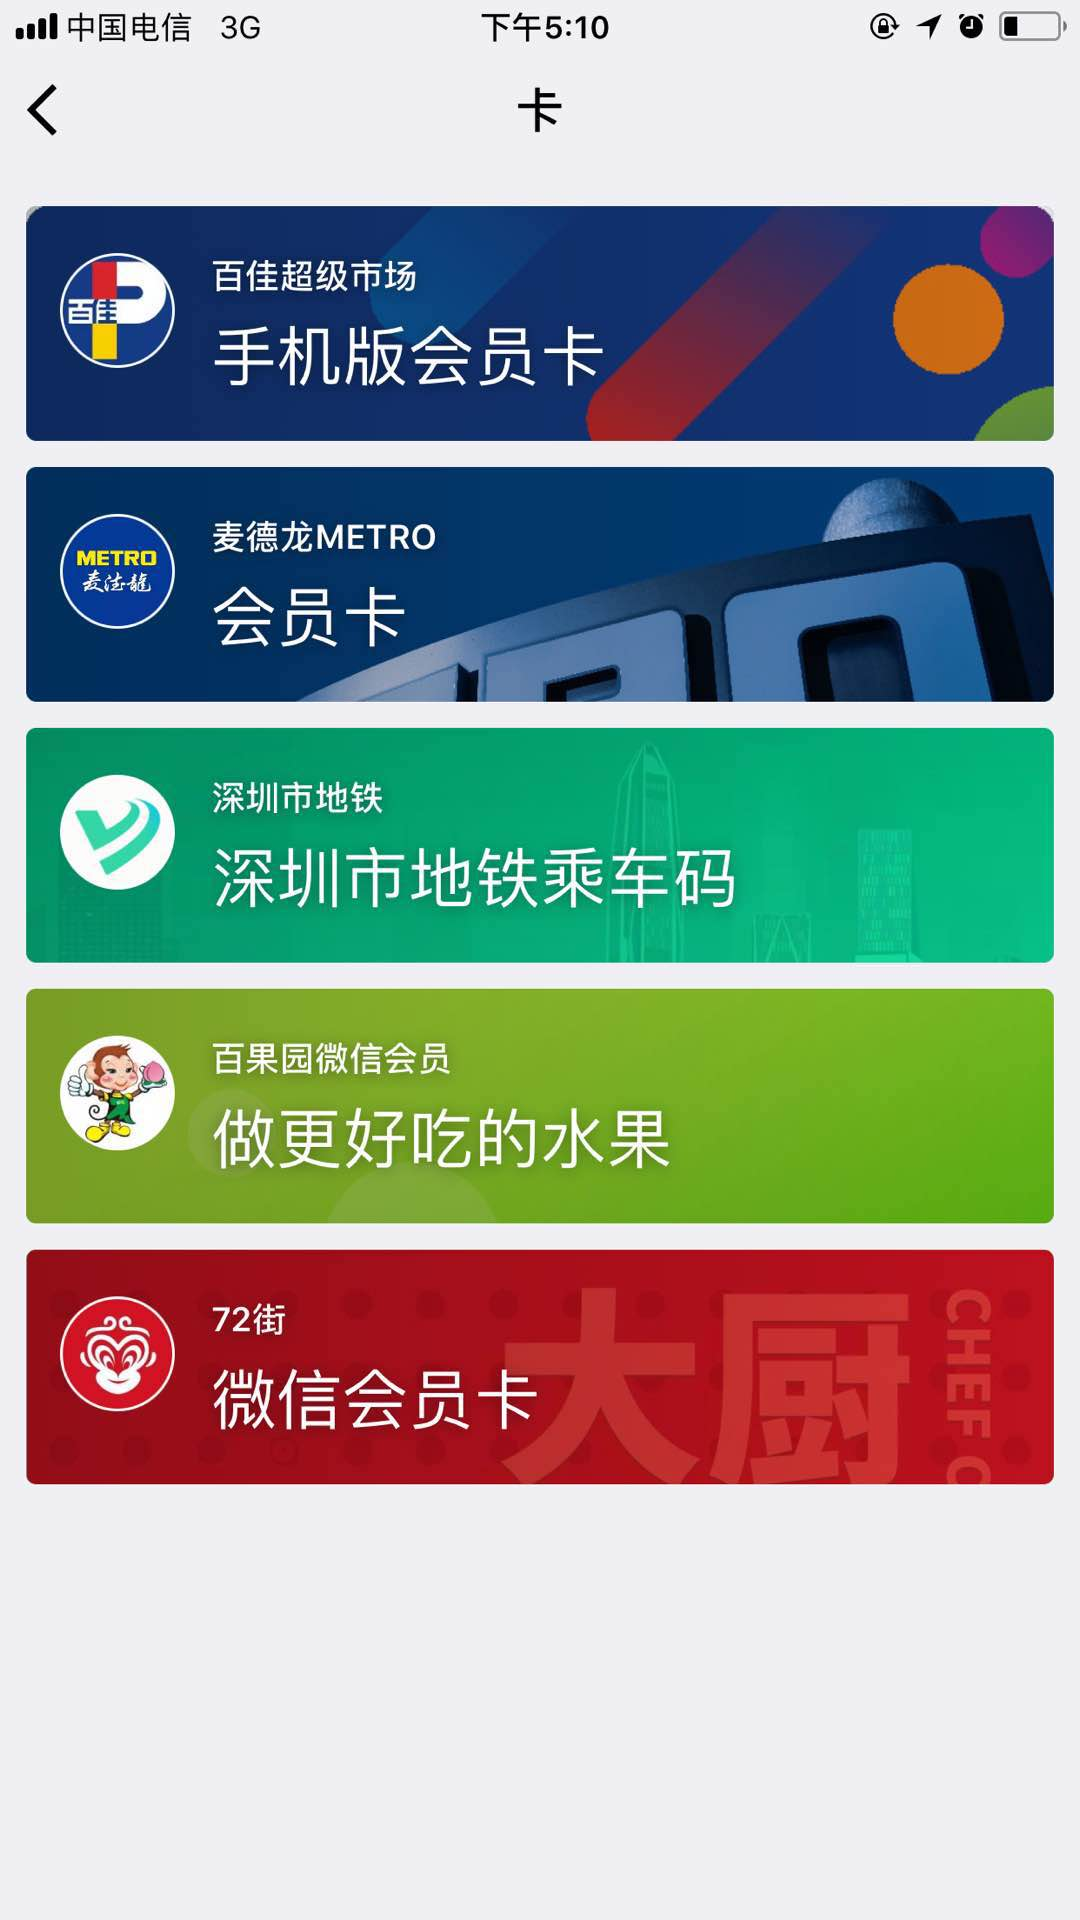 中国电信 3G 下午5:10
卡
百佳
百佳超级市场
手机版会员卡
METRO
麦德龍
麦德龙METRO
会员卡
深圳市地铁
深圳市地铁乘车码
百果园微信会员
做更好吃的水果
72街
微信会员卡
大厨
CHEF